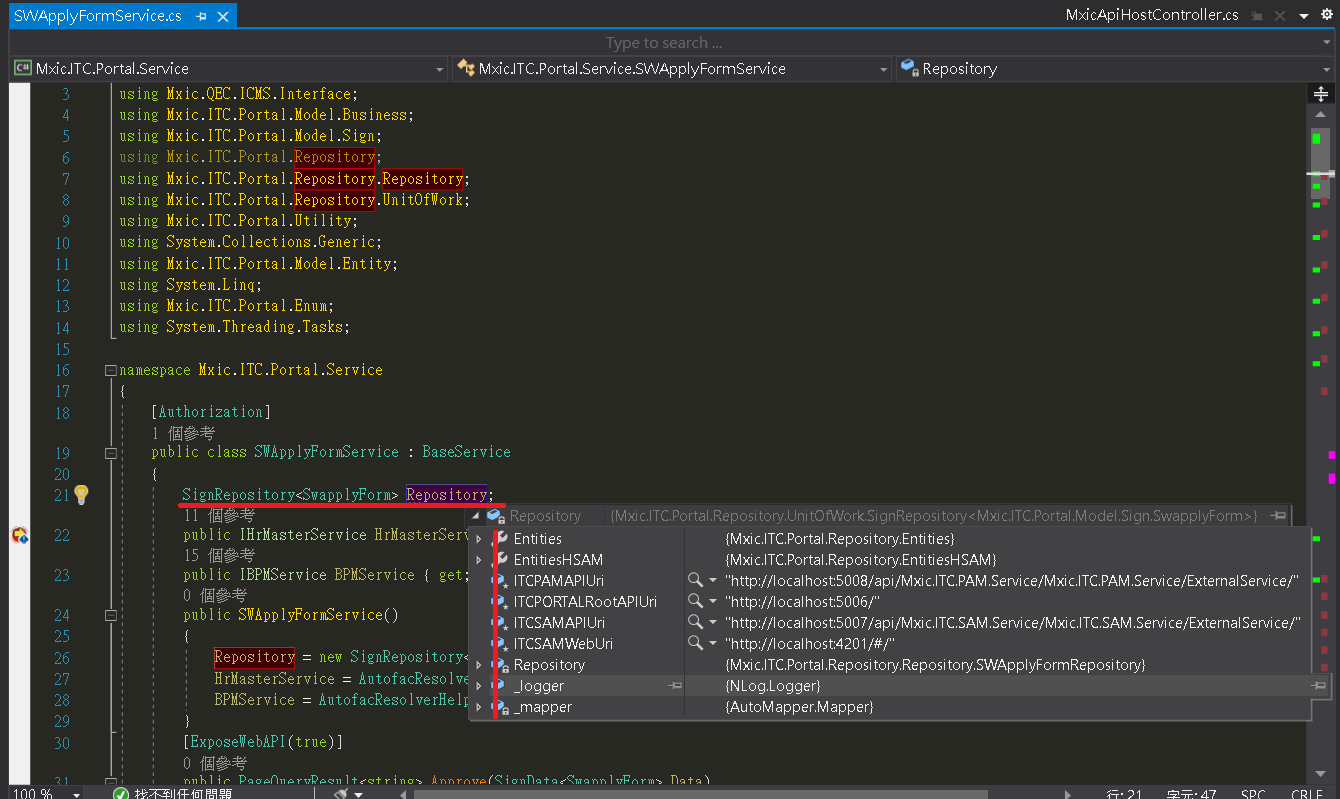 SWApplyFormService.cs
MxicApiHostController.cs
Type to search ...
C# Mxic.ITC.Portal.Service
Mxic.ITC.Portal.Service.SWApplyFormService
Repository
3 using Mxic.QEC.ICMS.Interface;
4 using Mxic.ITC.Portal.Model.Business;
5 using Mxic.ITC.Portal.Model.Sign;
6 using Mxic.ITC.Portal.Repository;
7 using Mxic.ITC.Portal.Repository.Repository;
8 using Mxic.ITC.Portal.Repository.UnitOfWork;
9 using Mxic.ITC.Portal.Utility;
10 using System.Collections.Generic;
11 using Mxic.ITC.Portal.Model.Entity;
12 using System.Linq;
13 using Mxic.ITC.Portal.Enum;
14 using System.Threading.Tasks;
15
16 namespace Mxic.ITC.Portal.Service
17 {
18 [Authorization]
1 個參考
19 public class SWApplyFormService : BaseService
20 {
21 SignRepository<SwapplyForm> Repository;
11 個參考
22 public IHrMasterService HrMasterServ
15 個參考
23 public IBPMService BPMService { get;
0 個參考
24 public SWApplyFormService()
25 {
26 Repository = new SignRepository<
27 HrMasterService = AutofacResolve
28 BPMService = AutofacResolverHelp
29 }
30 [ExposeWebAPI(true)]
0 個參考
31 public PageQueryResult<string> Approve(SignData<SwapplyForm> Data)
Repository {Mxic.ITC.Portal.Repository.UnitOfWork.SignRepository<Mxic.ITC.Portal.Model.Sign.SwapplyForm>}
Entities {Mxic.ITC.Portal.Repository.Entities}
EntitiesHSAM {Mxic.ITC.Portal.Repository.EntitiesHSAM}
ITCPAMAPIUri "http://localhost:5008/api/Mxic.ITC.PAM.Service/Mxic.ITC.PAM.Service/ExternalService/"
ITCPORTALRootAPIUri "http://localhost:5006/"
ITCSAMAPIUri "http://localhost:5007/api/Mxic.ITC.SAM.Service/Mxic.ITC.SAM.Service/ExternalService/"
ITCSAMWebUri "http://localhost:4201/#/"
Repository {Mxic.ITC.Portal.Repository.Repository.SWApplyFormRepository}
_logger {NLog.Logger}
_mapper {AutoMapper.Mapper}
100 % 找不到任何問題 行: 21 字元: 47 SPC CRLF